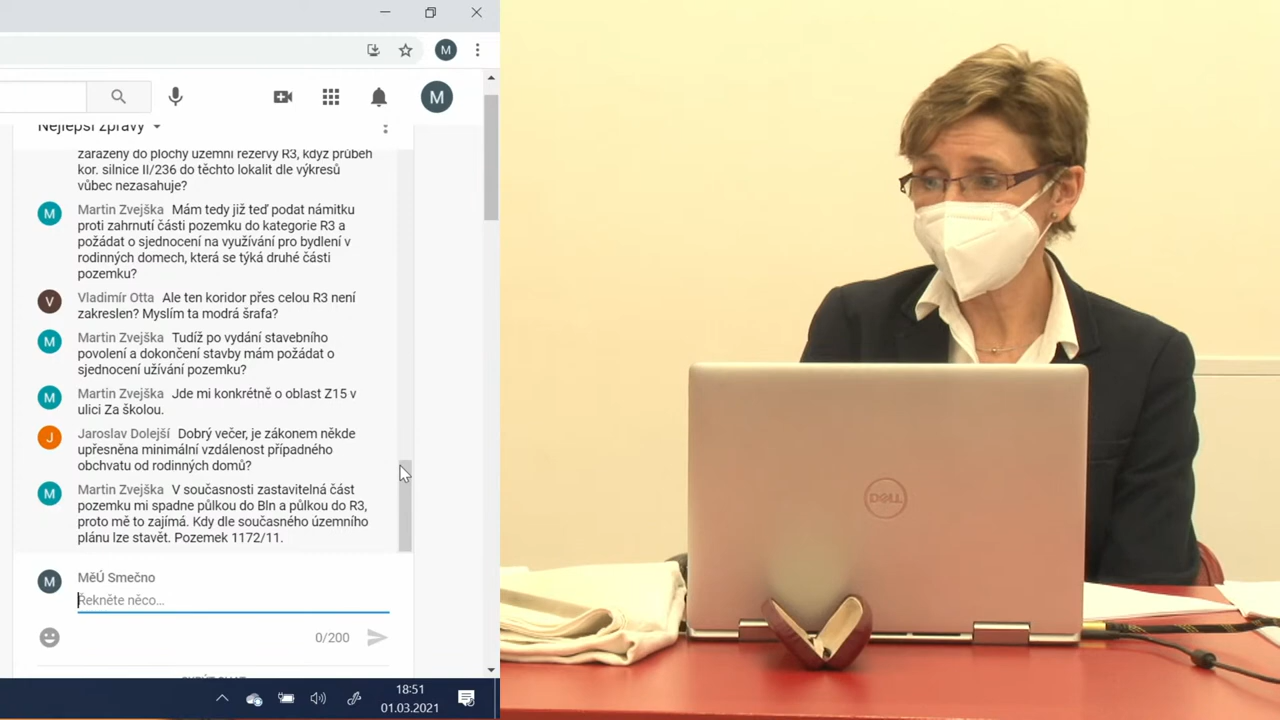 M
M
Nejlepší zprávy
zařazeny do plochy územní rezervy R3, když průběh
kor. silnice II/236 do těchto lokalit dle výkresů
vůbec nezasahuje?
M Martin Zvejška Mám tedy již teď podat námitku
proti zahrnutí části pozemku do kategorie R3 a
požádat o sjednocení na využívání pro bydlení v
rodinných domech, která se týká druhé části
pozemku?
V Vladimír Otta Ale ten koridor přes celou R3 není
zakreslen? Myslím ta modrá šrafa?
M Martin Zvejška Tudíž po vydání stavebního
povolení a dokončení stavby mám požádat o
sjednocení užívání pozemku?
M Martin Zvejška Jde mi konkrétně o oblast Z15 v
ulici Za školou.
J Jaroslav Dolejší Dobrý večer, je zákonem někde
upřesněna minimální vzdálenost případného
obchvatu od rodinných domů?
M Martin Zvejška V současnosti zastavitelná část
pozemku mi spadne půlkou do BIn a půlkou do R3,
proto mě to zajímá. Kdy dle současného územního
plánu lze stavět. Pozemek 1172/11.
M MěÚ Smečno
Řekněte něco…
0/200
18:51
01.03.2021
DELL